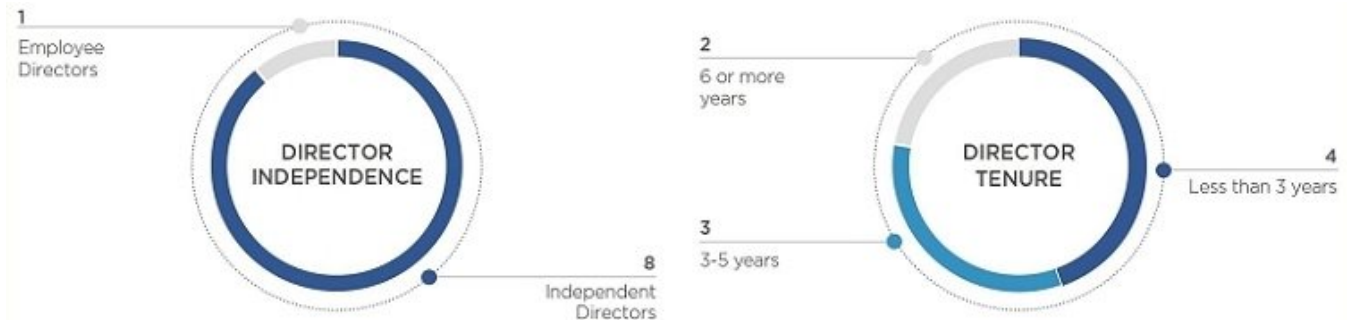 1
Employee
Directors
DIRECTOR
INDEPENDENCE
8
Independent
Directors
2
6 or more
years
DIRECTOR
TENURE
4
Less than 3 years
3
3-5 years